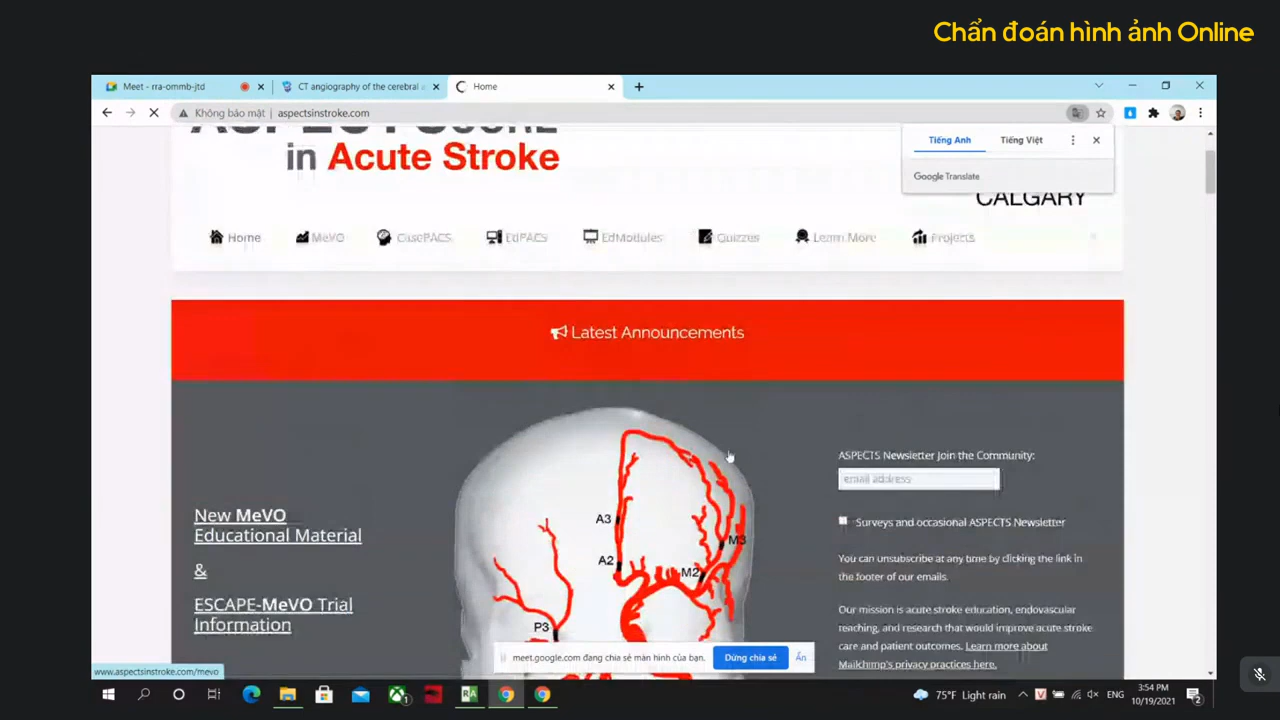 Chẩn đoán hình ảnh Online
Meet - rra-ommb-jtd
CT angiography of the cerebral a
Home
Không bảo mật | aspectsinstroke.com
Tiếng Anh
Tiếng Việt
Google Translate
in Acute Stroke
CALGARY
Home
MeVO
CasePACS
EdPACS
EdModules
Quizzes
Learn More
Projects
Latest Announcements
New MeVO
Educational Material
&
ESCAPE-MeVO Trial
Information
A3
A2
M3
M2
P3
ASPECTS Newsletter Join the Community:
email address
Surveys and occasional ASPECTS Newsletter
You can unsubscribe at any time by clicking the link in
the footer of our emails.
Our mission is acute stroke education, endovascular
teaching, and research that would improve acute stroke
care and patient outcomes. Learn more about
Mailchimp's privacy practices here.
meet.google.com đang chia sẻ màn hình của bạn.
Dừng chia sẻ
Ẩn
www.aspectsinstroke.com/mevo
75°F Light rain
ENG
3:54 PM
10/19/2021